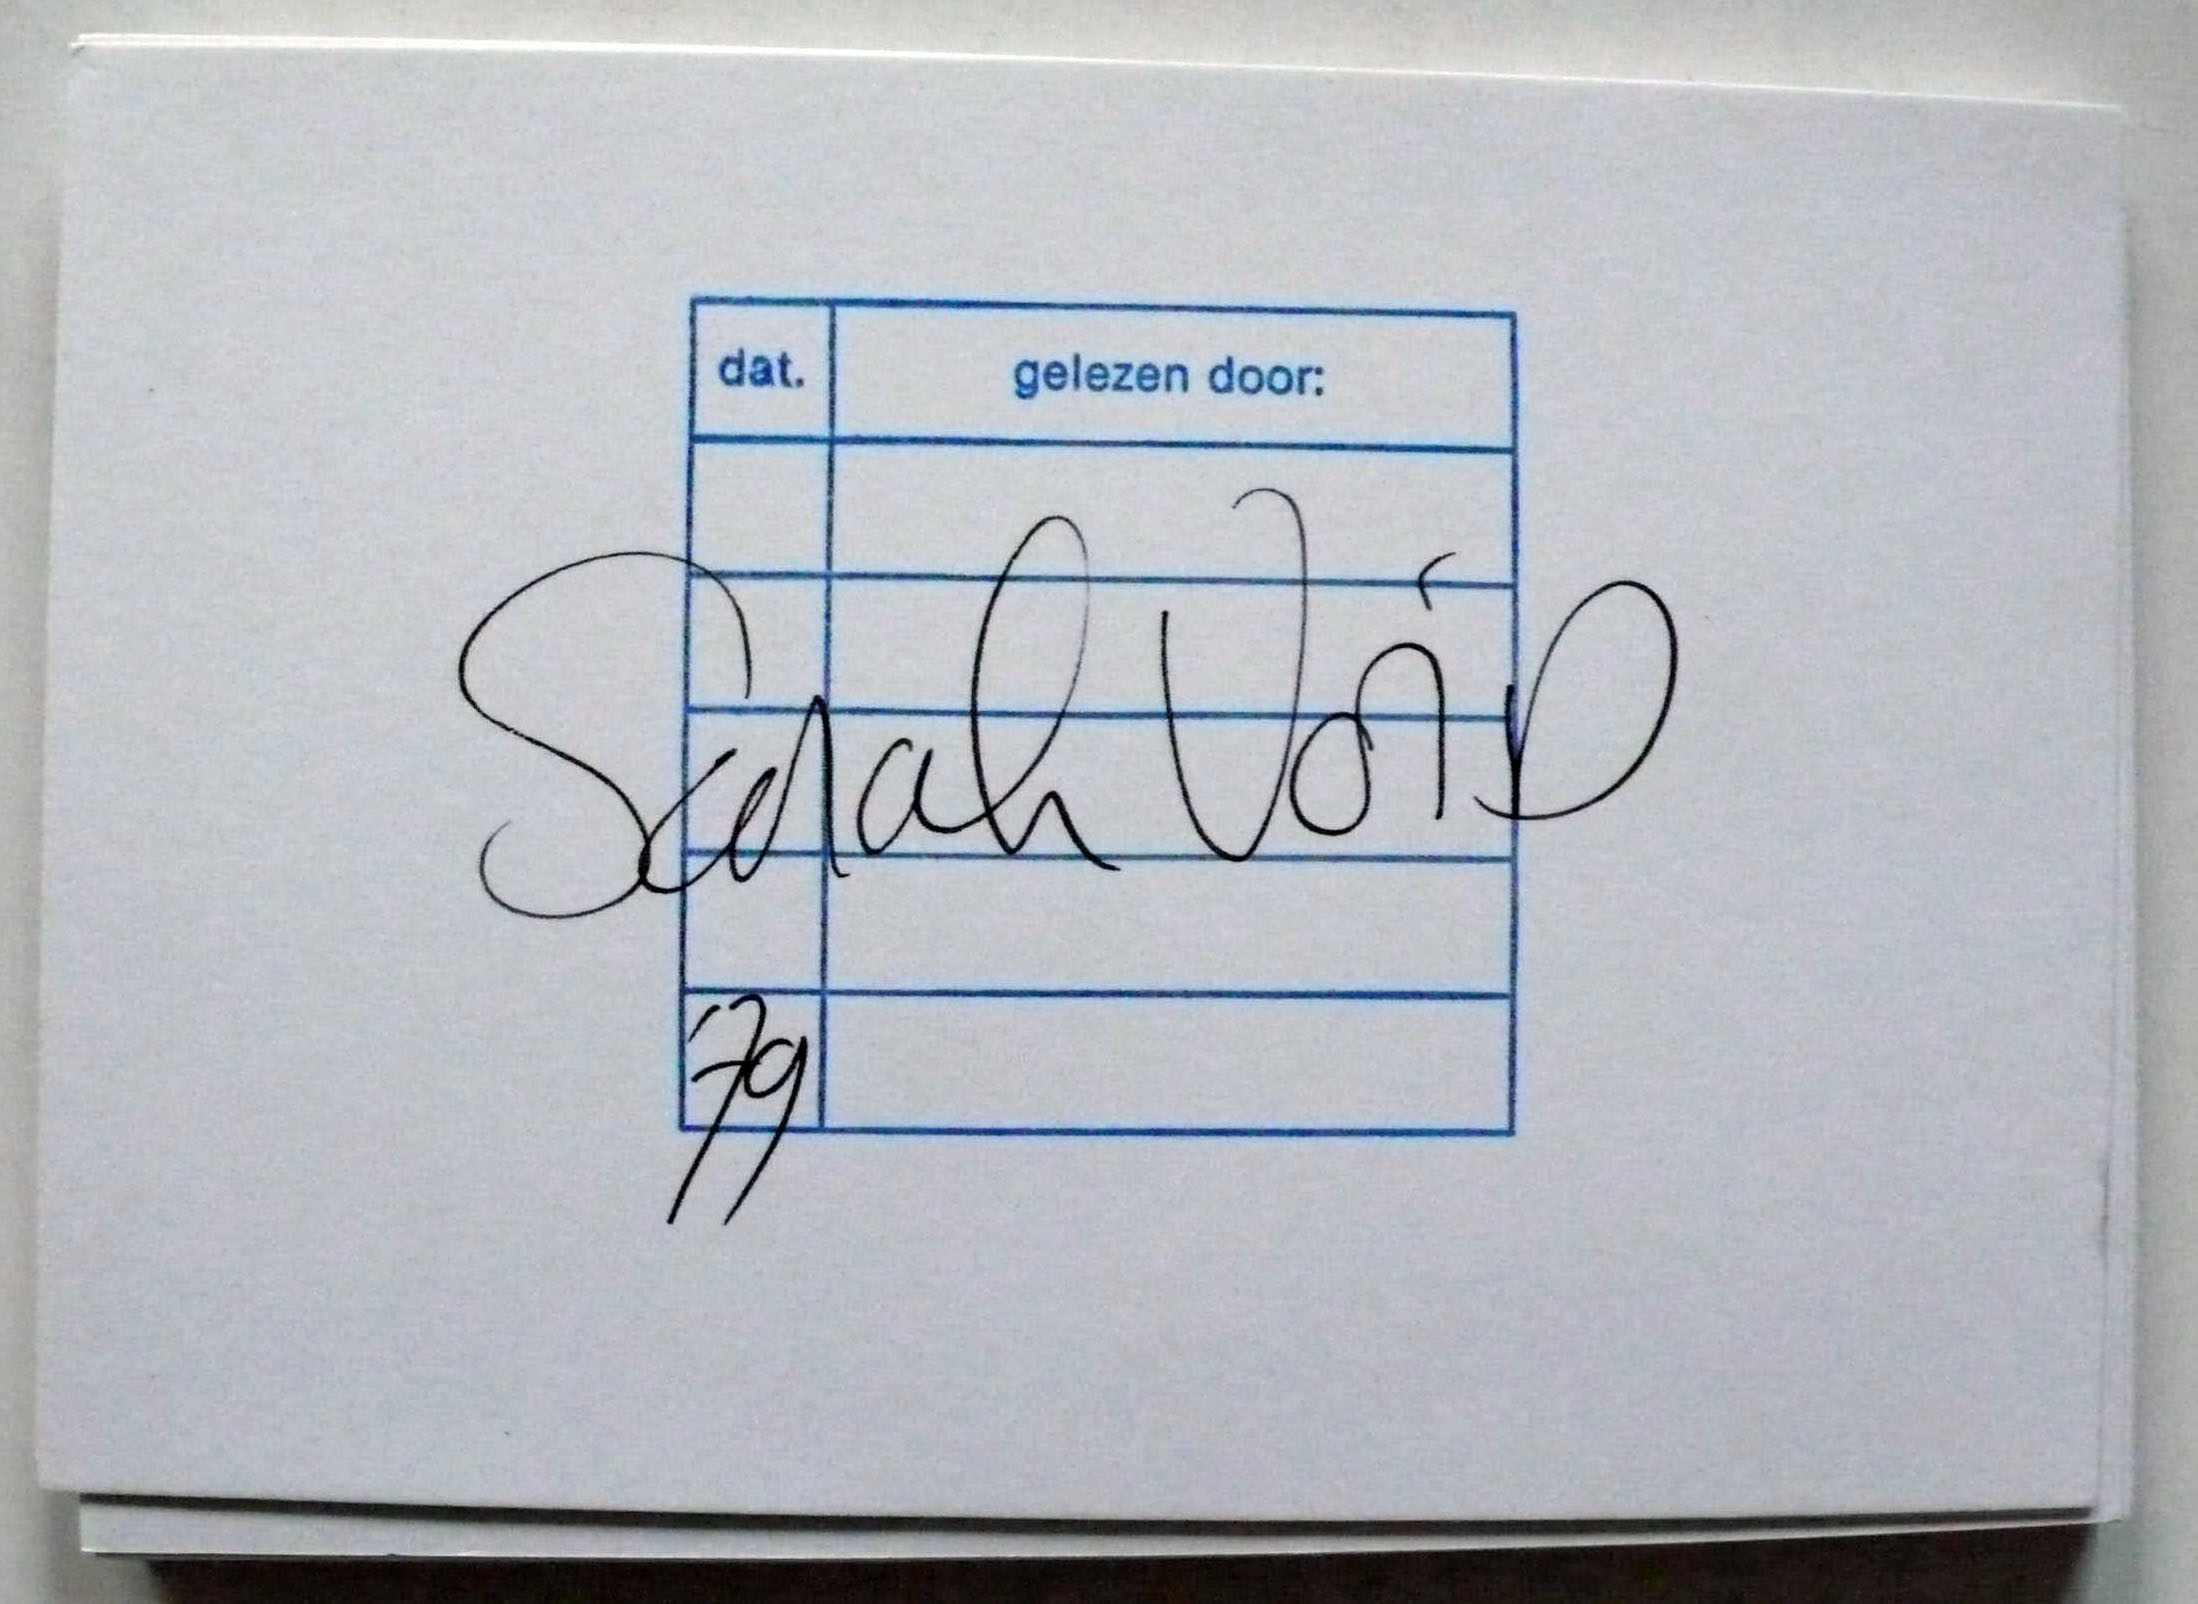 dat. gelezen door:
Sarah Void
'79